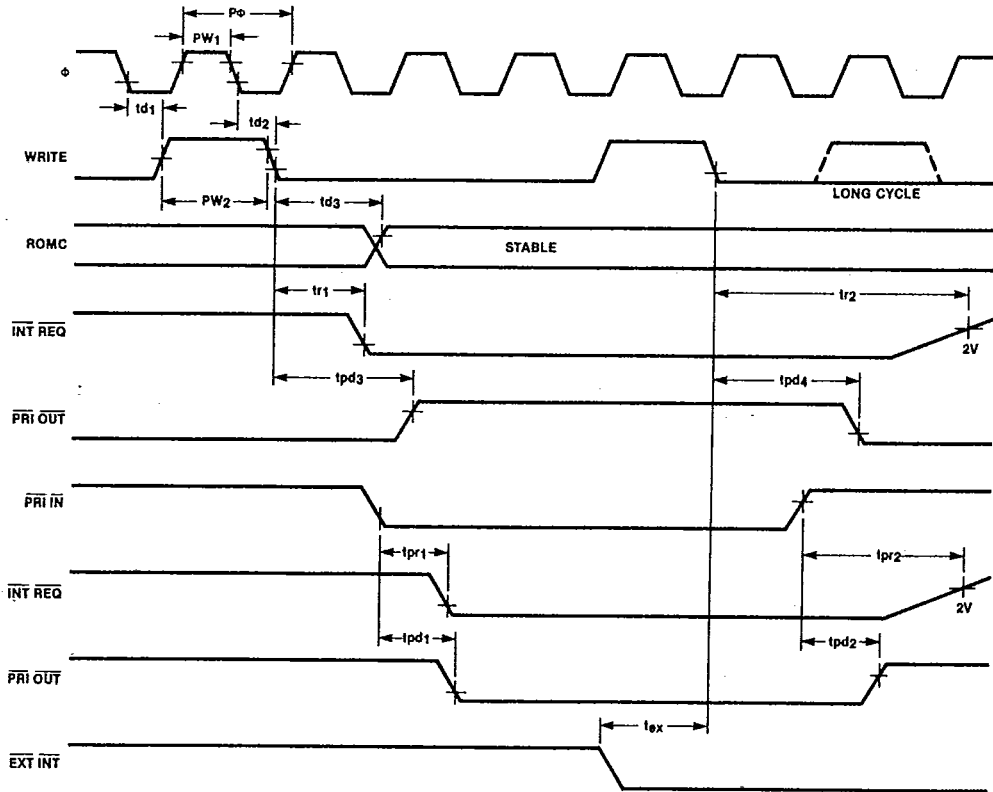 PΦ
PW1
Φ
td1
td2
WRITE
LONG CYCLE
PW2
td3
ROMC
STABLE
tr1
tr2
INT REQ
2V
tpd3
tpd4
PRI OUT
PRI IN
tpr1
tpr2
INT REQ
2V
tpd1
tpd2
PRI OUT
tex
EXT INT